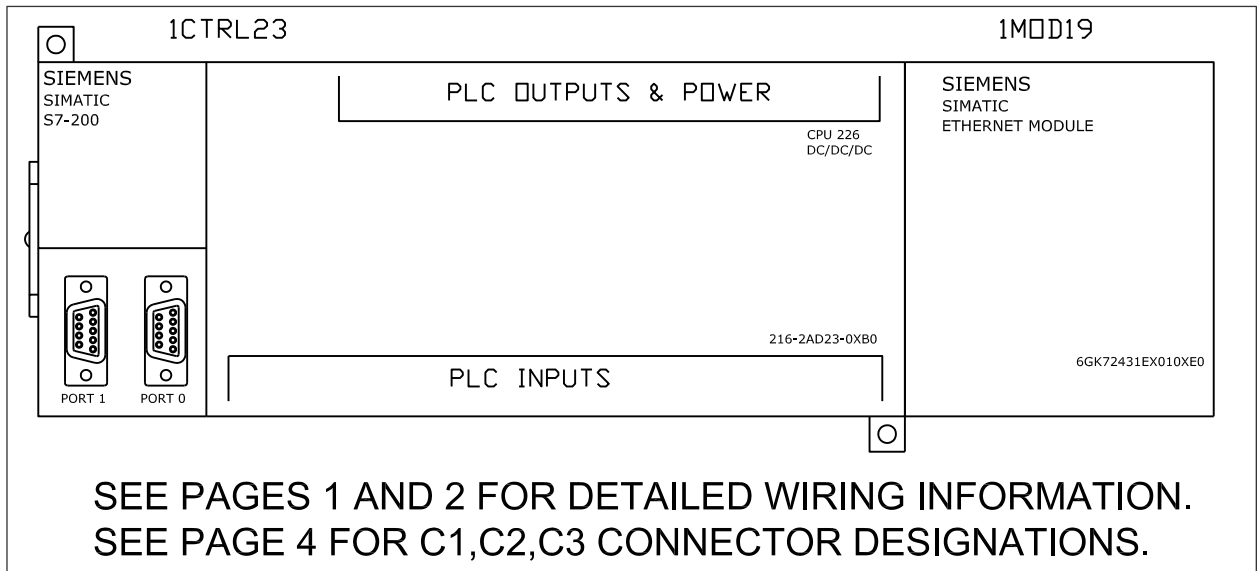 1CTRL23
1MOD19
SIEMENS
SIMATIC
S7-200
PLC OUTPUTS & POWER
CPU 226
DC/DC/DC
SIEMENS
SIMATIC
ETHERNET MODULE
216-2AD23-0XB0
6GK72431EX010XE0
PLC INPUTS
PORT 1
PORT 0
SEE PAGES 1 AND 2 FOR DETAILED WIRING INFORMATION.
SEE PAGE 4 FOR C1,C2,C3 CONNECTOR DESIGNATIONS.